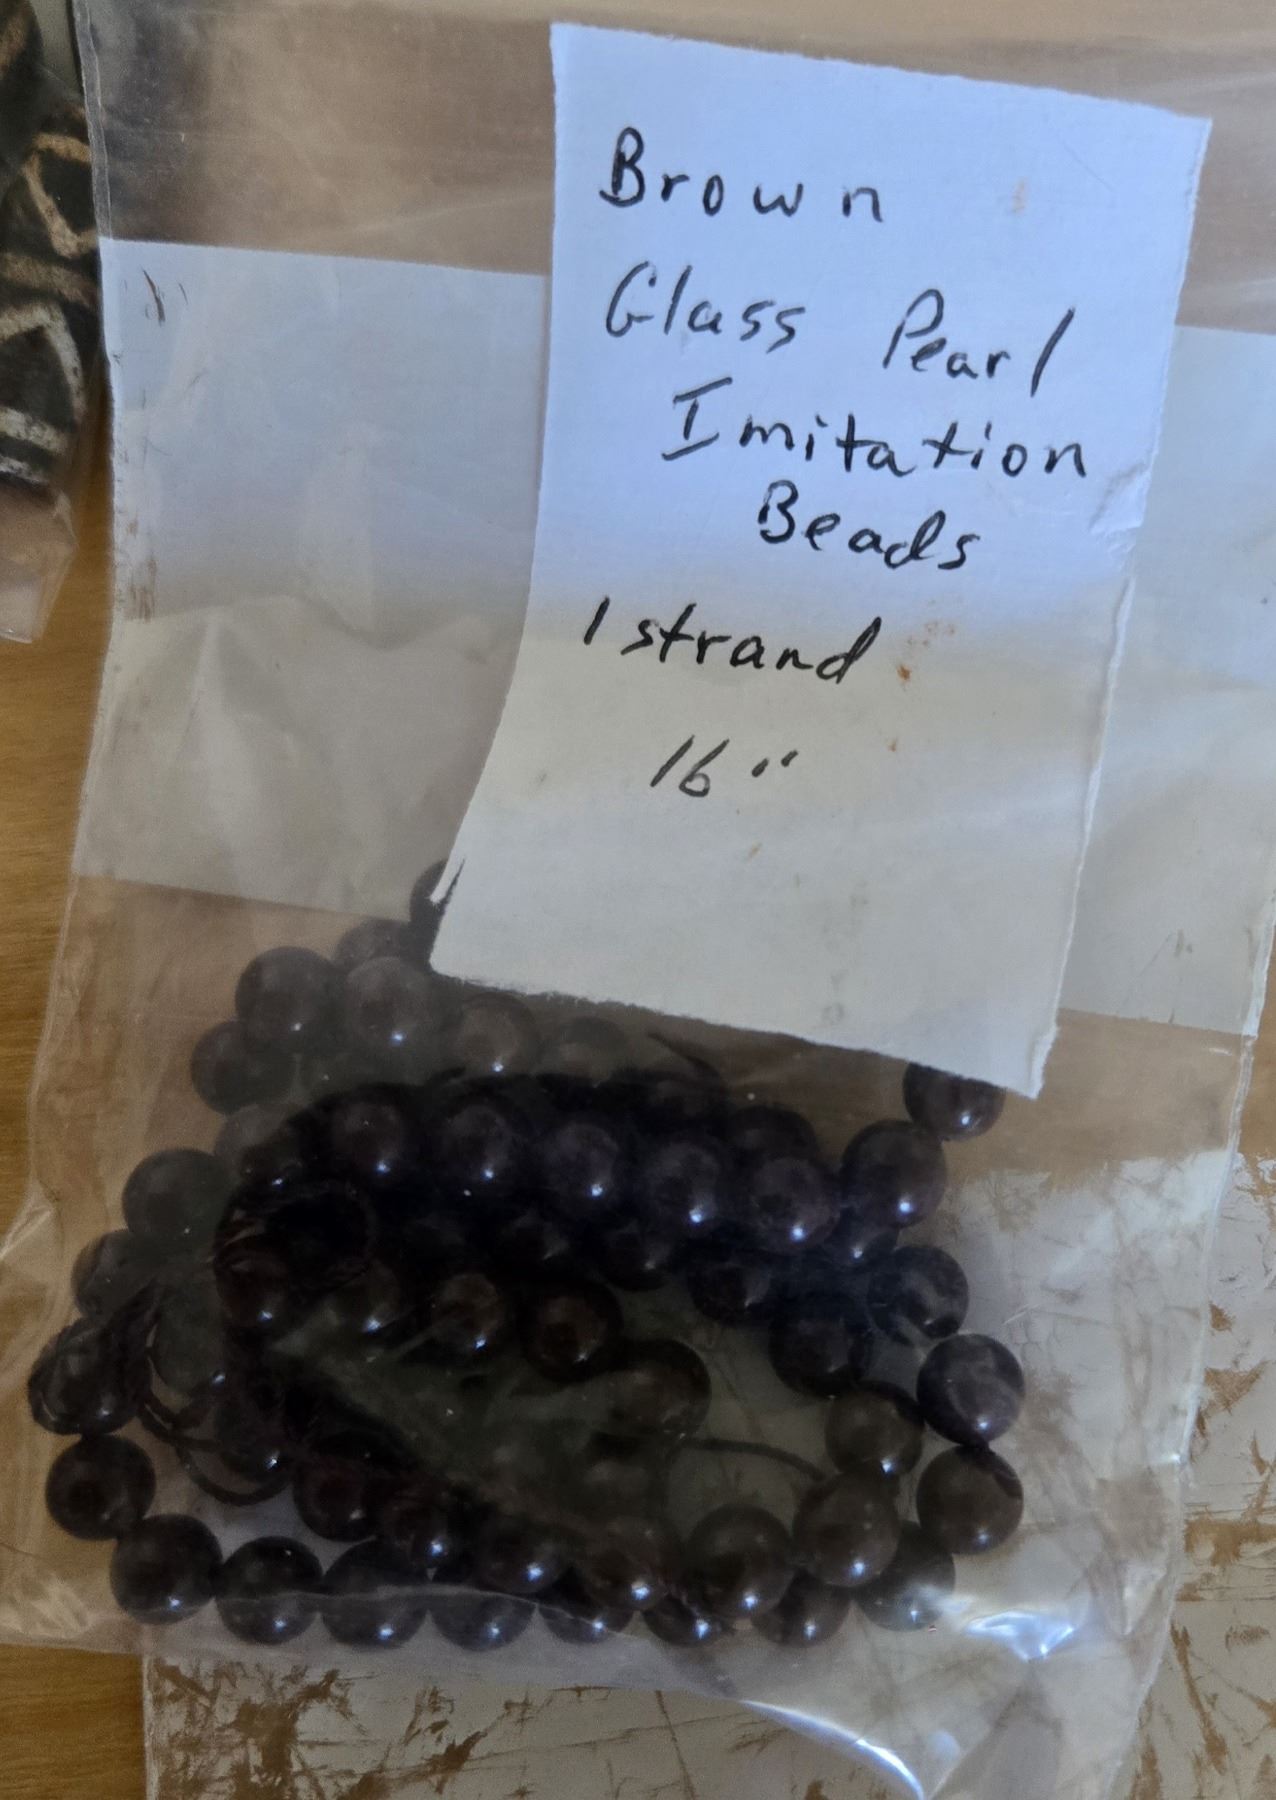 Brown
Glass Pearl
Imitation
Beads
1 strand
16"